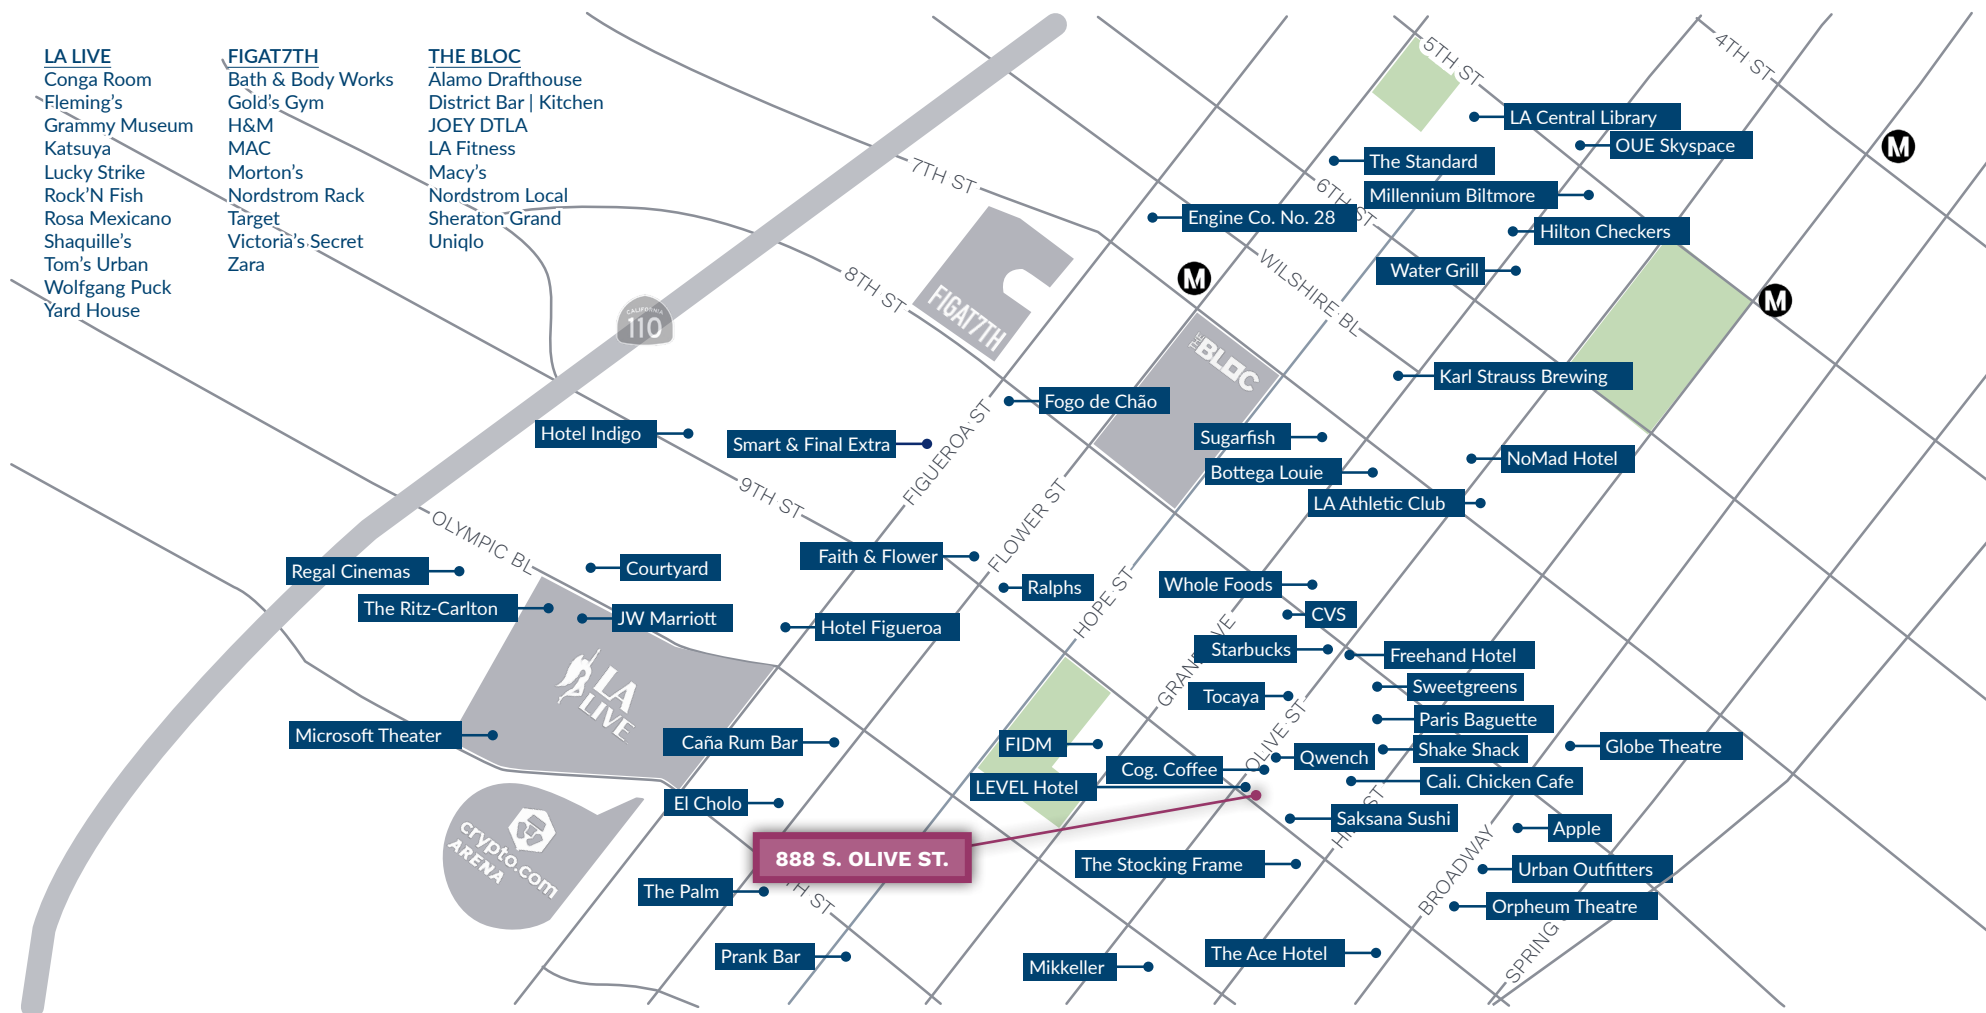 LA LIVE
Conga Room
Fleming's
Grammy Museum
Katsuya
Lucky Strike
Rock'N Fish
Rosa Mexicano
Shaquille's
Tom's Urban
Wolfgang Puck
Yard House
FIGAT7TH
Bath & Body Works
Gold's Gym
H&M
MAC
Morton's
Nordstrom Rack
Target
Victoria's Secret
Zara
THE BLOC
Alamo Drafthouse
District Bar | Kitchen
JOEY DTLA
LA Fitness
Macy's
Nordstrom Local
Sheraton Grand
Uniqlo
5TH ST
4TH ST
LA Central Library
OUE Skyspace
M
The Standard
7TH ST
6TH ST
Millennium Biltmore
Engine Co. No. 28
Hilton Checkers
WILSHIRE BL
Water Grill
M
M
8TH ST
FIGAT7TH
CALIFORNIA
110
THE
BLOC
Karl Strauss Brewing
Fogo de Chão
Hotel Indigo
Smart & Final Extra
FIGUEROA ST
Sugarfish
Bottega Louie
NoMad Hotel
LA Athletic Club
9TH ST
FLOWER ST
OLYMPIC BL
Faith & Flower
Regal Cinemas
Courtyard
Ralphs
Whole Foods
HOPE ST
The Ritz-Carlton
JW Marriott
Hotel Figueroa
CVS
Starbucks
Freehand Hotel
LA
LIVE
Tocaya
Sweetgreens
Paris Baguette
OLIVE ST
Microsoft Theater
Caña Rum Bar
FIDM
Qwench
Shake Shack
Globe Theatre
Cog. Coffee
LEVEL Hotel
Cali. Chicken Cafe
El Cholo
Saksana Sushi
Apple
crypto.com
ARENA
888 S. OLIVE ST.
The Stocking Frame
BROADWAY
Urban Outfitters
The Palm
Orpheum Theatre
Prank Bar
Mikkeller
The Ace Hotel
SPRING